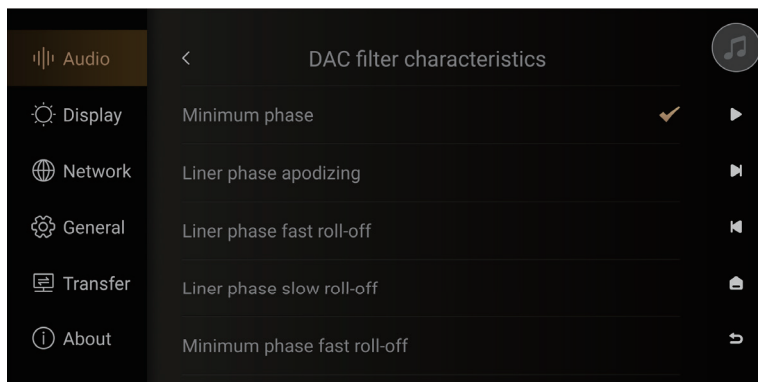 Audio
Display
Network
General
Transfer
About
DAC filter characteristics
Minimum phase
Liner phase apodizing
Liner phase fast roll-off
Liner phase slow roll-off
Minimum phase fast roll-off